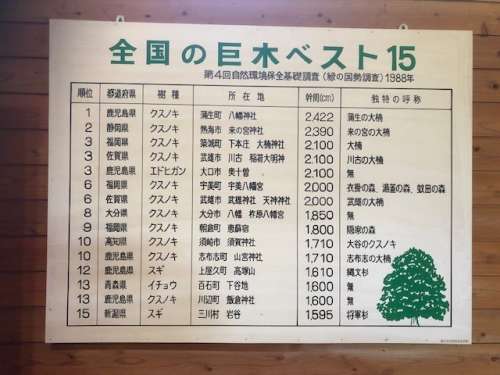 全国の巨木ベスト15
第4回自然環境保全基礎調査(緑の国勢調査)1988年
順位 都道府県 樹種 所在地 幹周(cm) 独特の呼称
1 鹿児島県 クスノキ 蒲生町 八幡神社 2,422 蒲生の大楠
2 静岡県 クスノキ 熱海市 来の宮神社 2,390 来の宮の大楠
3 福岡県 クスノキ 築城町 下本庄 大楠神社 2,100 大楠
3 佐賀県 クスノキ 武雄市 川古 稲荷大明神 2,100 川古の大楠
3 鹿児島県 エドヒガン 大口市 奥十曽 2,100 無
6 福岡県 クスノキ 宇美町 宇美八幡宮 2,000 衣掛の森、湯蓋の森、蚊田の森
6 佐賀県 クスノキ 武雄市 武雄神社 天神神社 2,000 武雄の大楠
8 大分県 クスノキ 大分市 八幡 柞原八幡宮 1,850 無
9 福岡県 クスノキ 朝倉町 恵蘇宿 1,800 隠家の森
10 高知県 クスノキ 須崎市 須賀神社 1,710 大谷のクスノキ
10 鹿児島県 クスノキ 志布志町 山宮神社 1,710 志布志の大楠
12 鹿児島県 スギ 上屋久町 高塚山 1,610 縄文杉
13 青森県 イチョウ 百石町 下谷地 1,600 無
13 鹿児島県 クスノキ 川辺町 飯倉神社 1,600 無
15 新潟県 スギ 三川村 岩谷 1,595 将軍杉